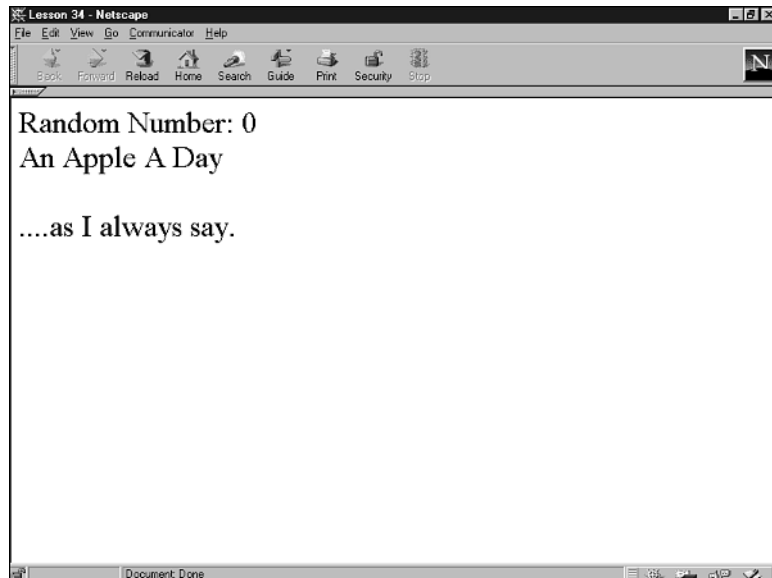 Lesson 34 - Netscape
File Edit View Go Communicator Help
Back Forward Reload Home Search Guide Print Security Stop
N
Random Number: 0
An Apple A Day
....as I always say.
Document: Done